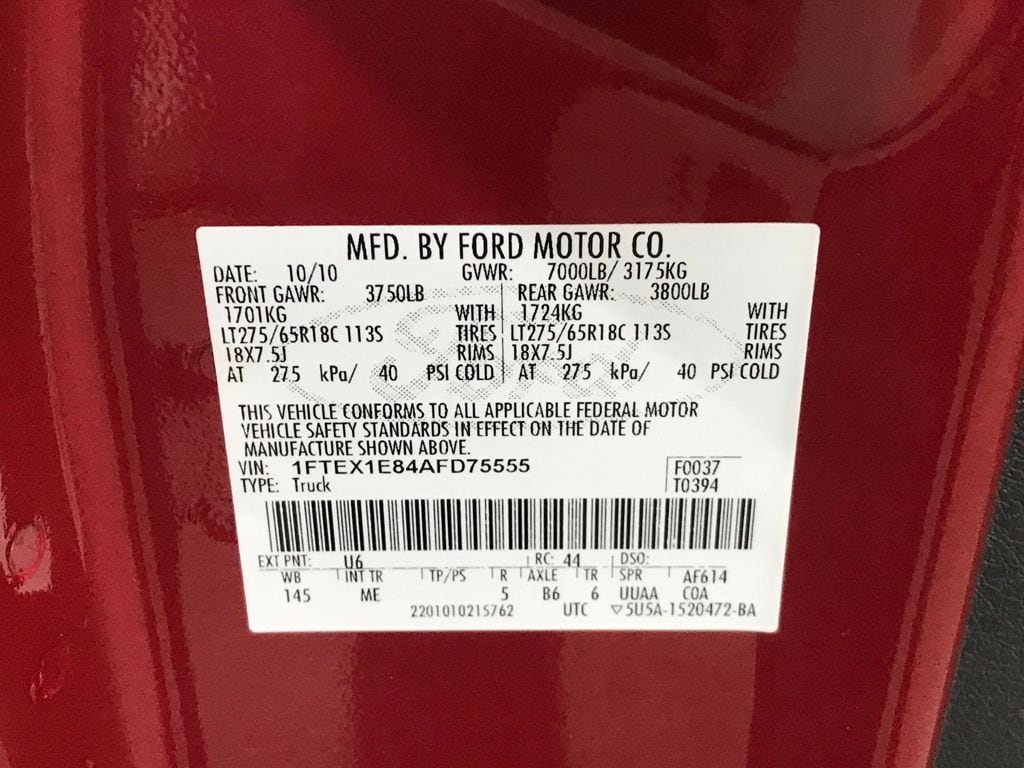 MFD. BY FORD MOTOR CO.
DATE: 10/10 GVWR: 7000LB/ 3175KG
FRONT GAWR: 3750LB REAR GAWR: 3800LB
1701KG WITH 1724KG WITH
LT275/65R18C 113S TIRES LT275/65R18C 113S TIRES
18X7.5J RIMS 18X7.5J RIMS
AT 275 kPa/ 40 PSI COLD AT 275 kPa/ 40 PSI COLD
THIS VEHICLE CONFORMS TO ALL APPLICABLE FEDERAL MOTOR
VEHICLE SAFETY STANDARDS IN EFFECT ON THE DATE OF
MANUFACTURE SHOWN ABOVE.
VIN: 1FTEX1E84AFD75555 F0037
TYPE: Truck T0394
EXT PNT: U6 RC: 44 DSO:
WB INT TR TP/PS R AXLE TR SPR AF614
145 ME 5 B6 6 UUAA COA
2201010215762 UTC ▽5U5A-1520472-BA